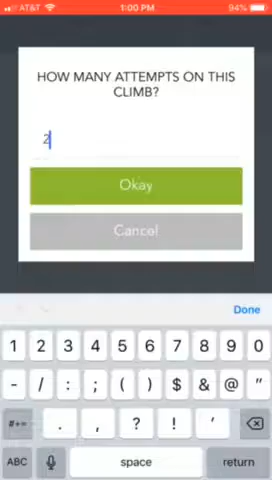 AT&T 1:00 PM 94%
HOW MANY ATTEMPTS ON THIS
CLIMB?
2
Okay
Cancel
Done
1 2 3 4 5 6 7 8 9 0
- / : ; ( ) $ & @ "
#+= . , ? ! '
ABC space return